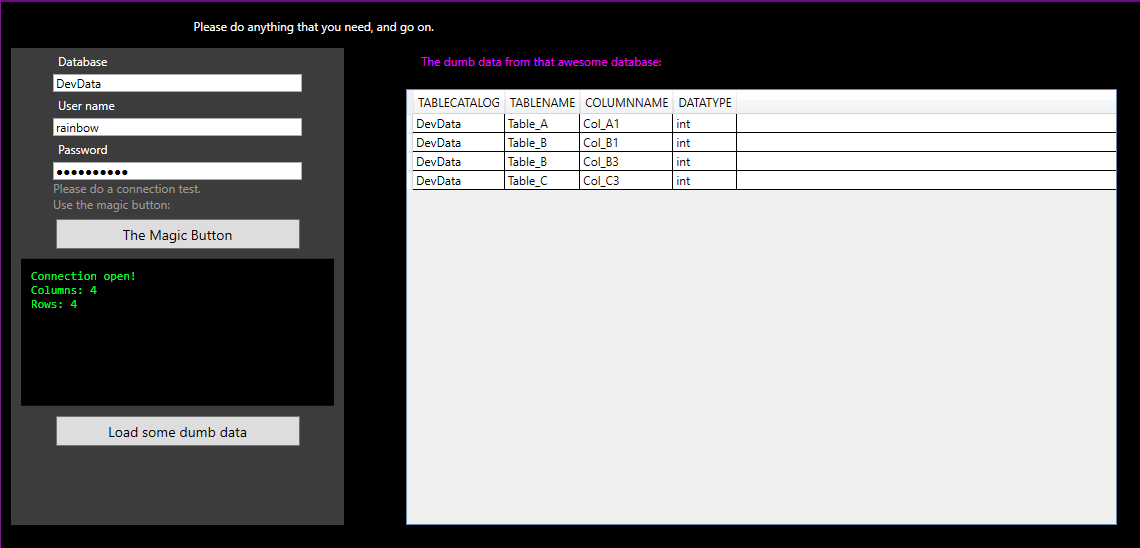 Please do anything that you need, and go on.
Database
DevData
User name
rainbow
Password
●●●●●●●●●●
Please do a connection test.
Use the magic button:
The Magic Button
Connection open!
Columns: 4
Rows: 4
Load some dumb data
The dumb data from that awesome database:
TABLECATALOG TABLENAME COLUMNNAME DATATYPE
DevData Table_A Col_A1 int
DevData Table_B Col_B1 int
DevData Table_B Col_B3 int
DevData Table_C Col_C3 int